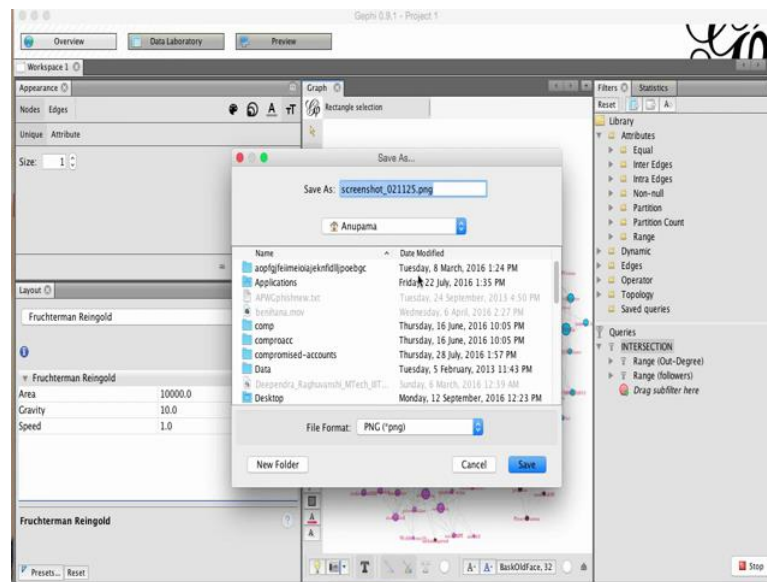 Gephi 0.9.1 - Project 1
Overview
Data Laboratory
Preview
Workspace 1
Appearance
Nodes Edges
Unique Attribute
Size: 1
Layout
Fruchterman Reingold
Fruchterman Reingold
Area 10000.0
Gravity 10.0
Speed 1.0
Fruchterman Reingold
Presets... Reset
Graph
Rectangle selection
Save As...
Save As: screenshot_021125.png
Anupama
Name Date Modified
Tuesday, 8 March, 2016 1:24 PM
Applications Friday, 22 July, 2016 1:35 PM
APWGphishnew.txt Tuesday, 24 September, 2013 4:50 PM
benihana.mov Wednesday, 6 April, 2016 2:27 PM
comp Thursday, 16 June, 2016 10:05 PM
comproacc Thursday, 16 June, 2016 10:05 PM
compromised-accounts Thursday, 28 July, 2016 1:57 PM
Data Tuesday, 5 February, 2013 11:43 PM
Deependra_Raghuvanshi_MTech_IIIT... Sunday, 6 March, 2016 12:39 AM
Desktop Monday, 12 September, 2016 12:23 PM
File Format: PNG (*png)
New Folder
Cancel
Save
T
A- A- BaskOldFace, 32
Filters Statistics
Reset
Library
Attributes
Equal
Inter Edges
Intra Edges
Non-null
Partition
Partition Count
Range
Dynamic
Edges
Operator
Topology
Saved queries
Queries
INTERSECTION
Range (Out-Degree)
Range (followers)
Drag subfilter here
Stop